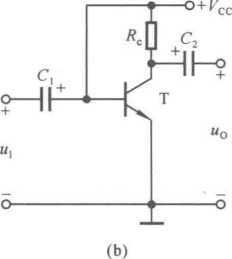 +V_CC
R_c
C_2
+
C_1
+
T
+
+
u_I
u_O
−
−
(b)